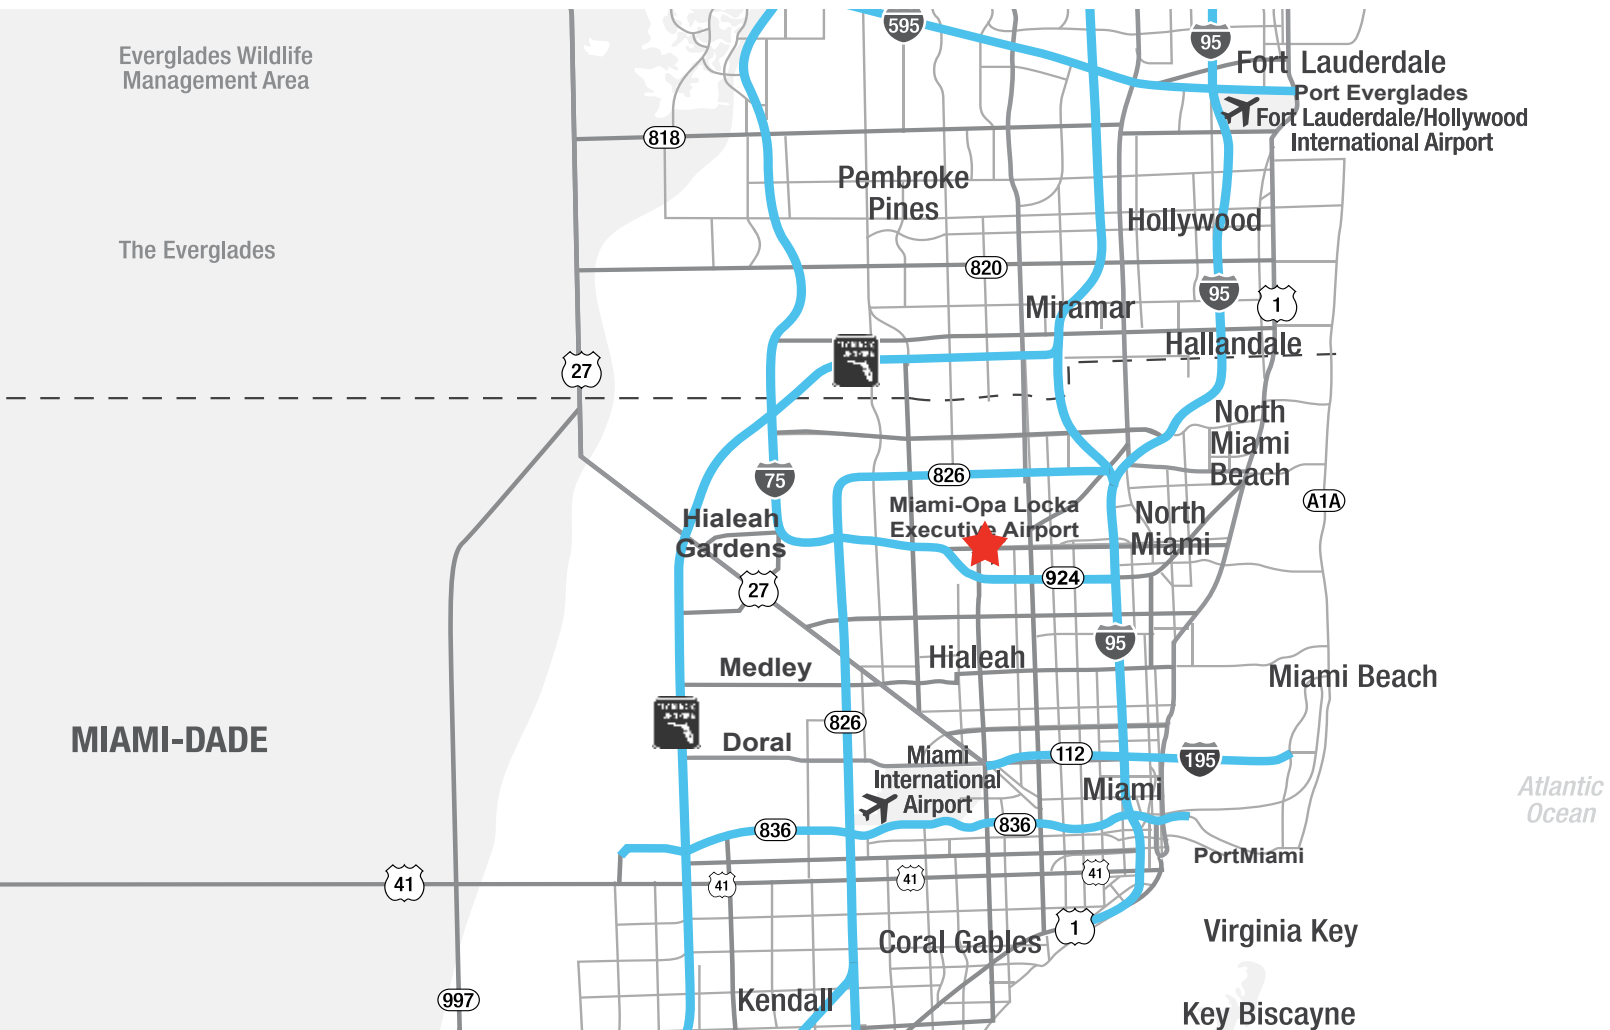 595
95
Everglades Wildlife
Management Area
Fort Lauderdale
Port Everglades
Fort Lauderdale/Hollywood
International Airport
818
Pembroke
Pines
Hollywood
The Everglades
820
95
1
Miramar
Hallandale
27
North
Miami
Beach
826
75
A1A
Miami-Opa Locka
Executive Airport
Hialeah
Gardens
North
Miami
924
27
95
Hialeah
Medley
Miami Beach
826
MIAMI-DADE
Doral
112
195
Miami
International
Airport
Miami
Atlantic
Ocean
836
836
PortMiami
41
41
41
41
1
Virginia Key
Coral Gables
997
Kendall
Key Biscayne